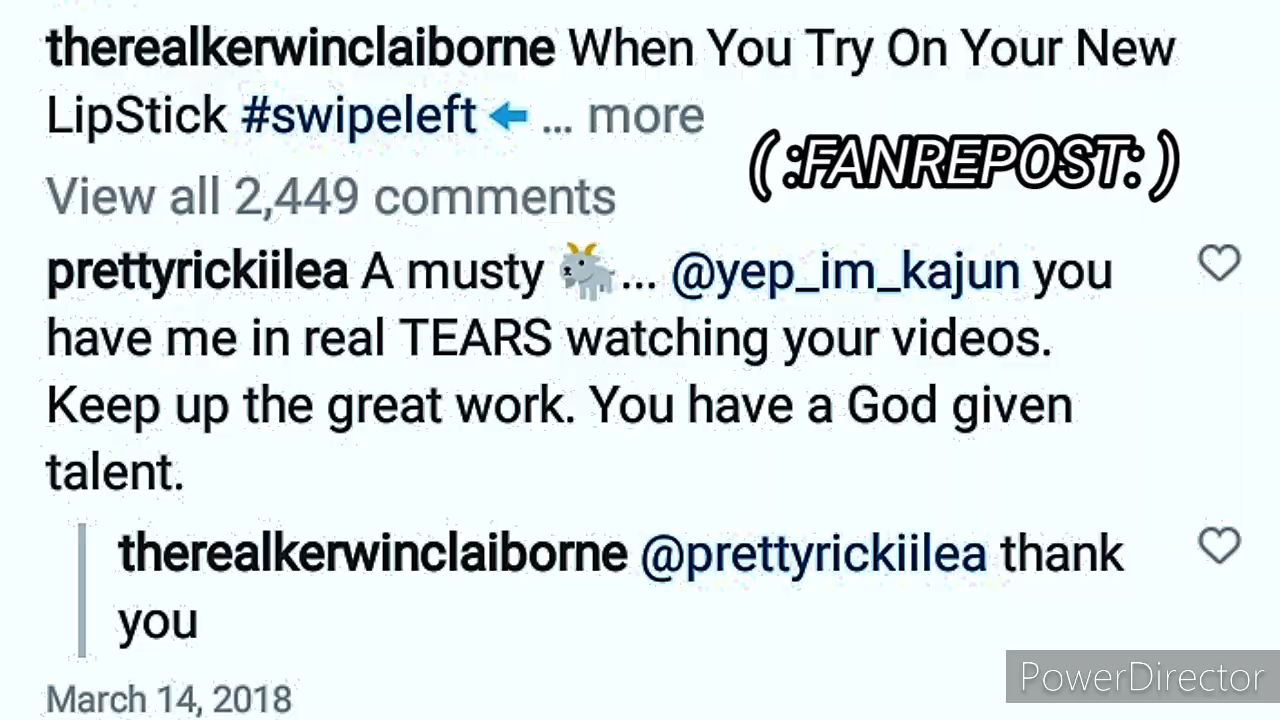 therealkerwinclaiborne When You Try On Your New
LipStick #swipeleft ⬅ ... more
(:FANREPOST:)
View all 2,449 comments
prettyrickiilea A musty 🐐... @yep_im_kajun you
have me in real TEARS watching your videos.
Keep up the great work. You have a God given
talent.
therealkerwinclaiborne @prettyrickiilea thank
you
March 14, 2018
PowerDirector